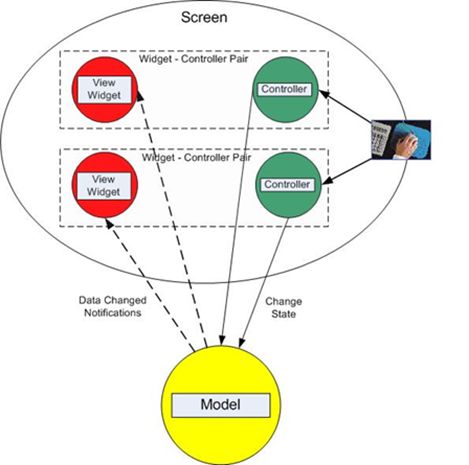 Screen
Widget - Controller Pair
View
Widget
Controller
Widget - Controller Pair
View
Widget
Controller
Data Changed
Notifications
Change
State
Model